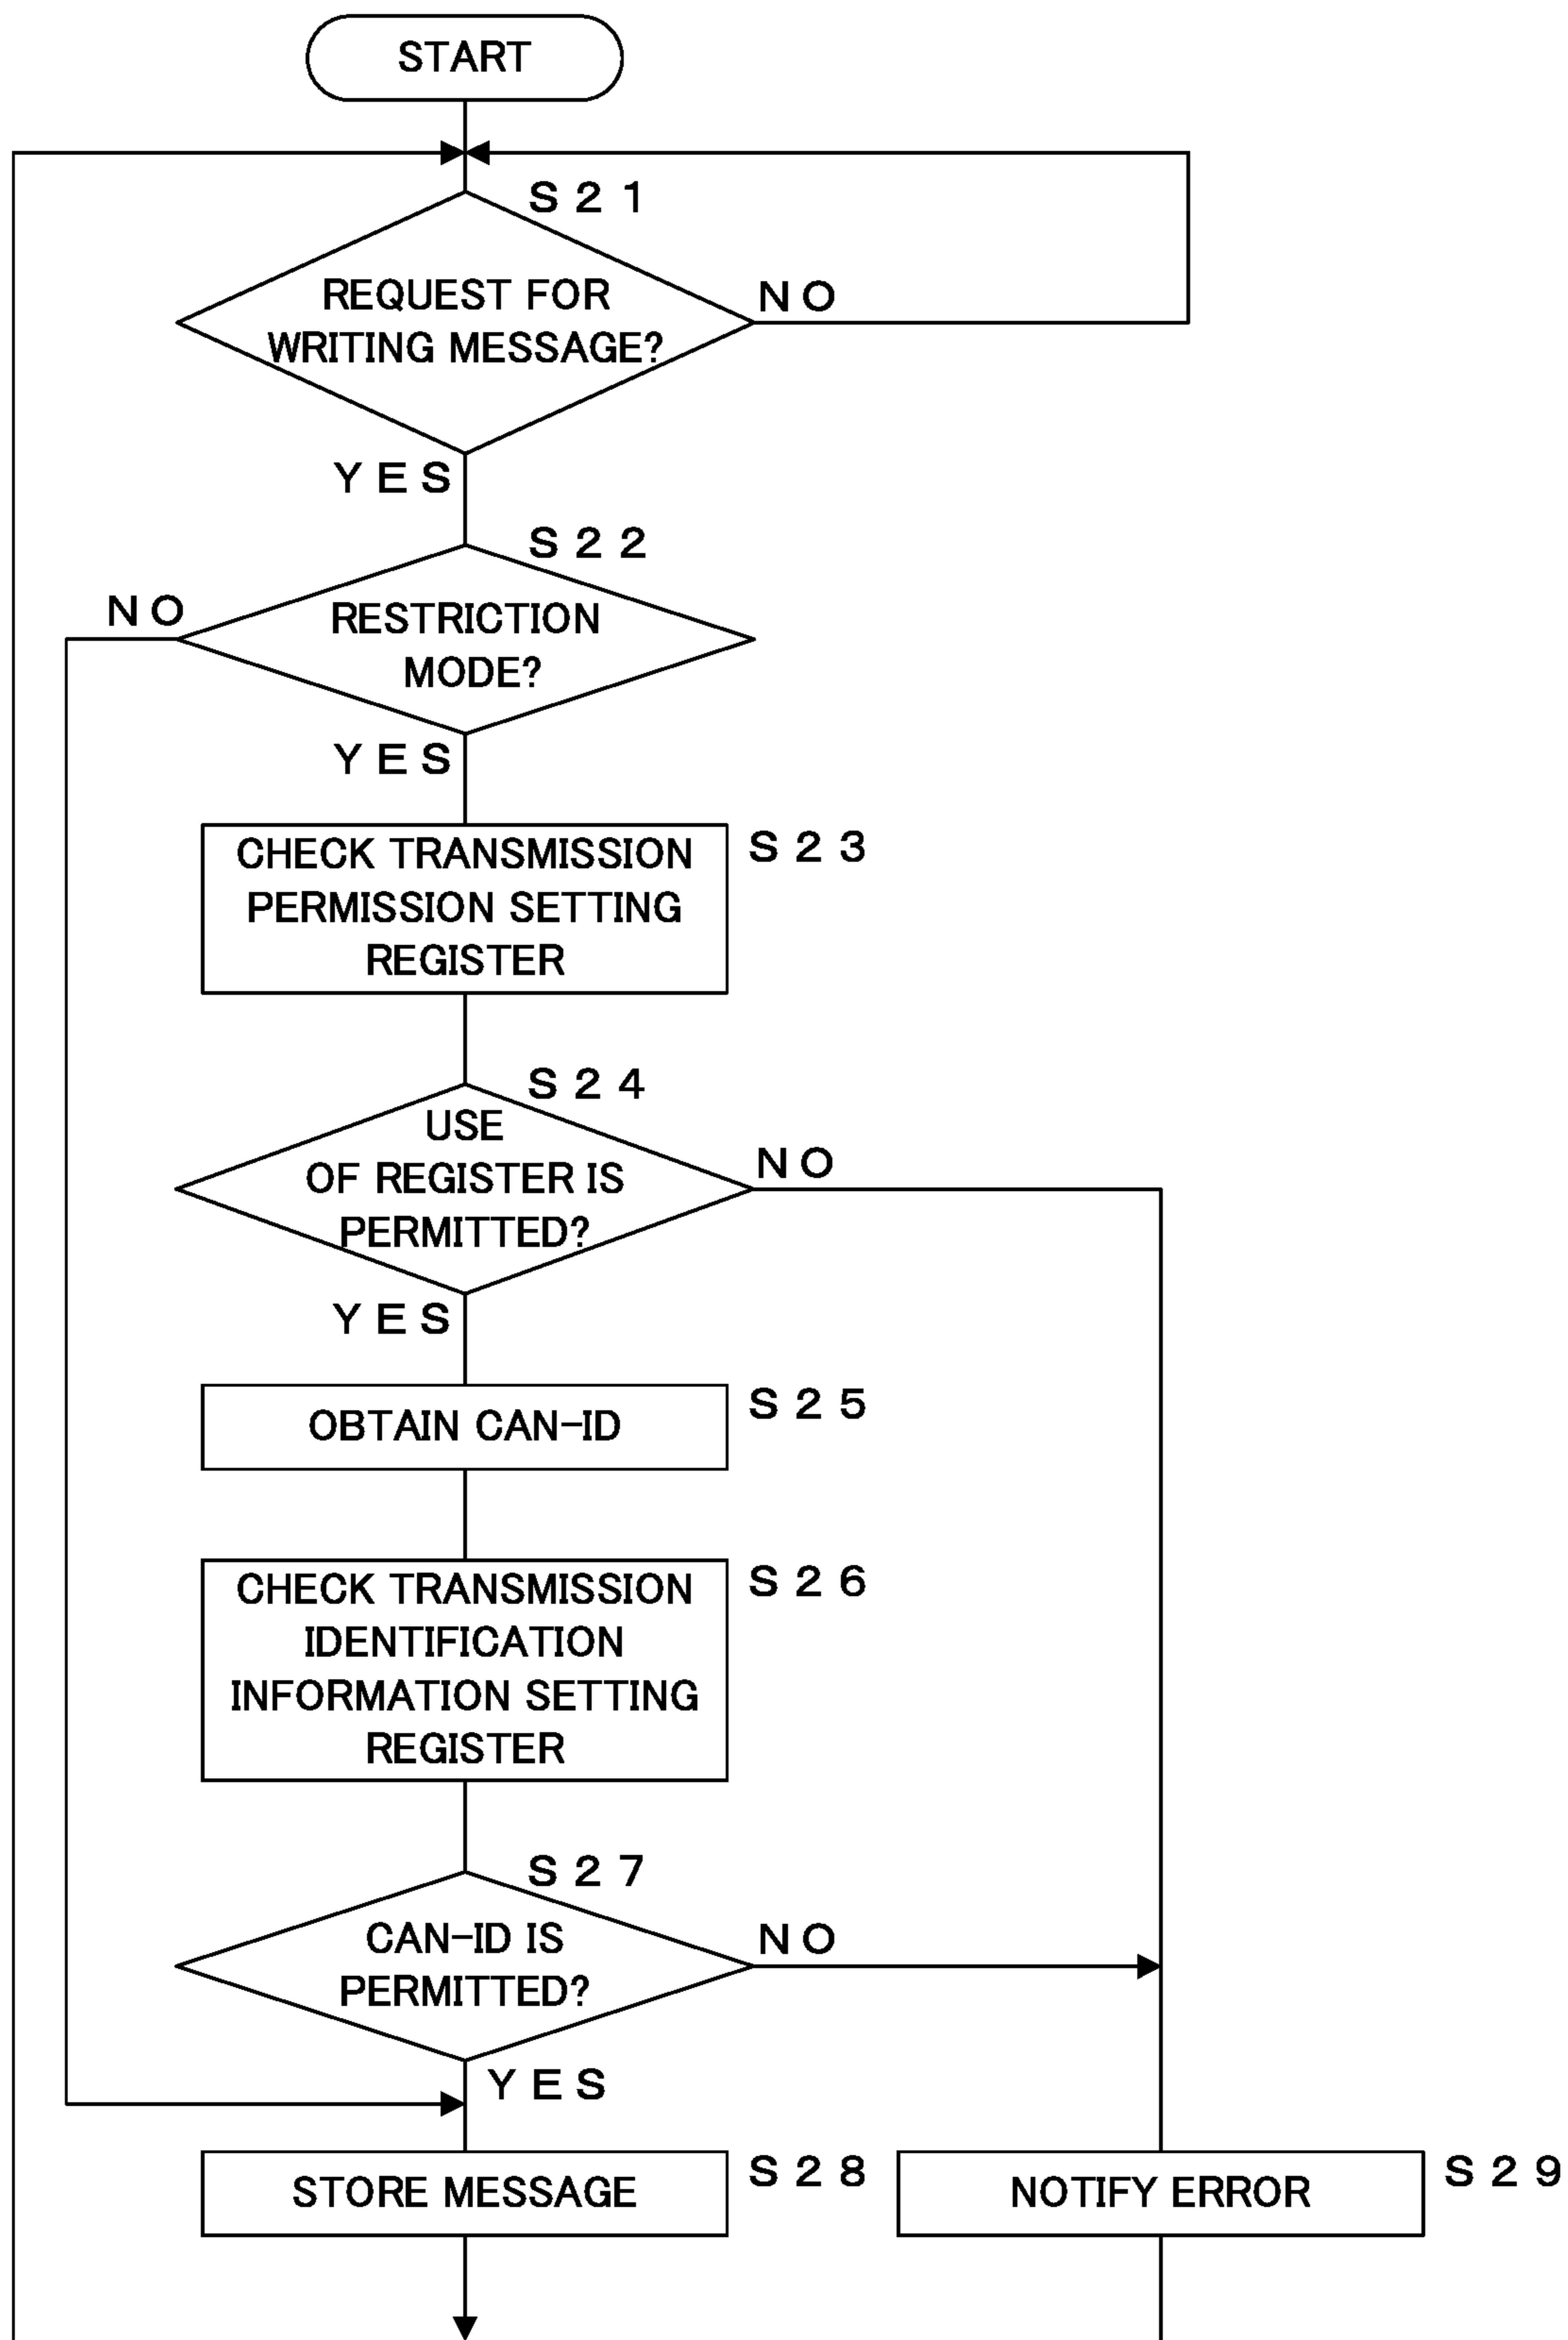 START
S21
REQUEST FOR
WRITING MESSAGE?
NO
YES
S22
NO
RESTRICTION
MODE?
YES
S23
CHECK TRANSMISSION
PERMISSION SETTING
REGISTER
S24
USE
OF REGISTER IS
PERMITTED?
NO
YES
S25
OBTAIN CAN-ID
S26
CHECK TRANSMISSION
IDENTIFICATION
INFORMATION SETTING
REGISTER
S27
CAN-ID IS
PERMITTED?
NO
YES
S28
STORE MESSAGE
S29
NOTIFY ERROR